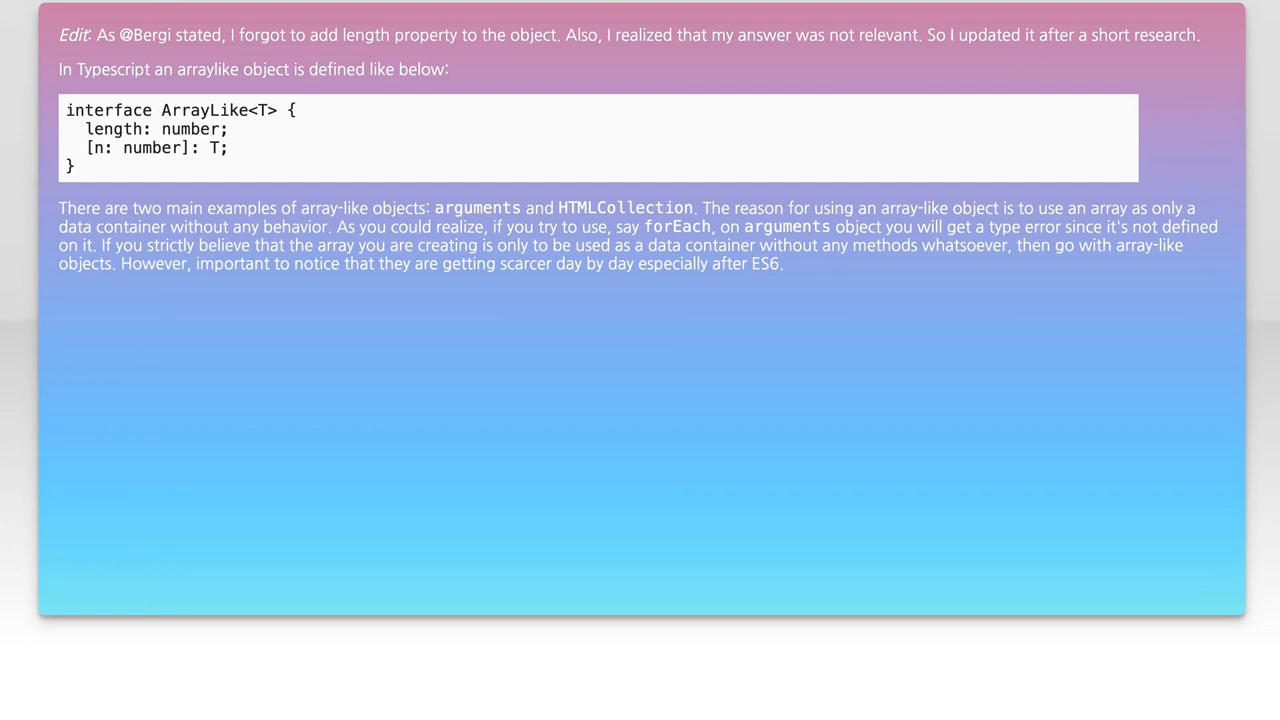 Edit: As @Bergi stated, I forgot to add length property to the object. Also, I realized that my answer was not relevant. So I updated it after a short research.
In Typescript an arraylike object is defined like below:
interface ArrayLike<T> {
  length: number;
  [n: number]: T;
}
There are two main examples of array-like objects: arguments and HTMLCollection. The reason for using an array-like object is to use an array as only a
data container without any behavior. As you could realize, if you try to use, say forEach, on arguments object you will get a type error since it's not defined
on it. If you strictly believe that the array you are creating is only to be used as a data container without any methods whatsoever, then go with array-like
objects. However, important to notice that they are getting scarcer day by day especially after ES6.